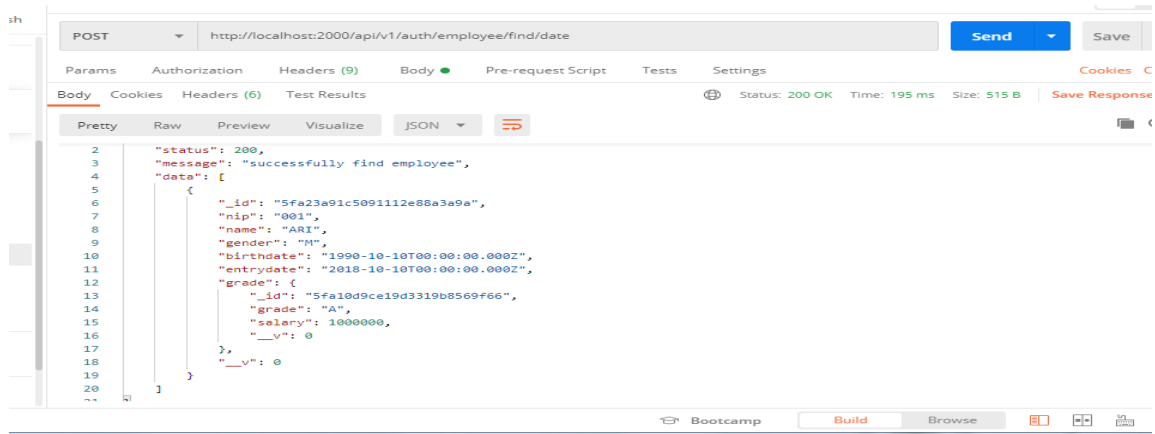 sh
POST http://localhost:2000/api/v1/auth/employee/find/date Send Save
Params Authorization Headers (9) Body Pre-request Script Tests Settings Cookies C
Body Cookies Headers (6) Test Results Status: 200 OK Time: 195 ms Size: 515 B Save Response
Pretty Raw Preview Visualize JSON
2 "status": 200,
3 "message": "successfully find employee",
4 "data": [
5 {
6 "_id": "5fa23a91c5091112e88a3a9a",
7 "nip": "001",
8 "name": "ARI",
9 "gender": "M",
10 "birthdate": "1990-10-10T00:00:00.000Z",
11 "entrydate": "2018-10-10T00:00:00.000Z",
12 "grade": {
13 "_id": "5fa10d9ce19d3319b8569f66",
14 "grade": "A",
15 "salary": 1000000,
16 "__v": 0
17 },
18 "__v": 0
19 }
20 ]
Bootcamp Build Browse